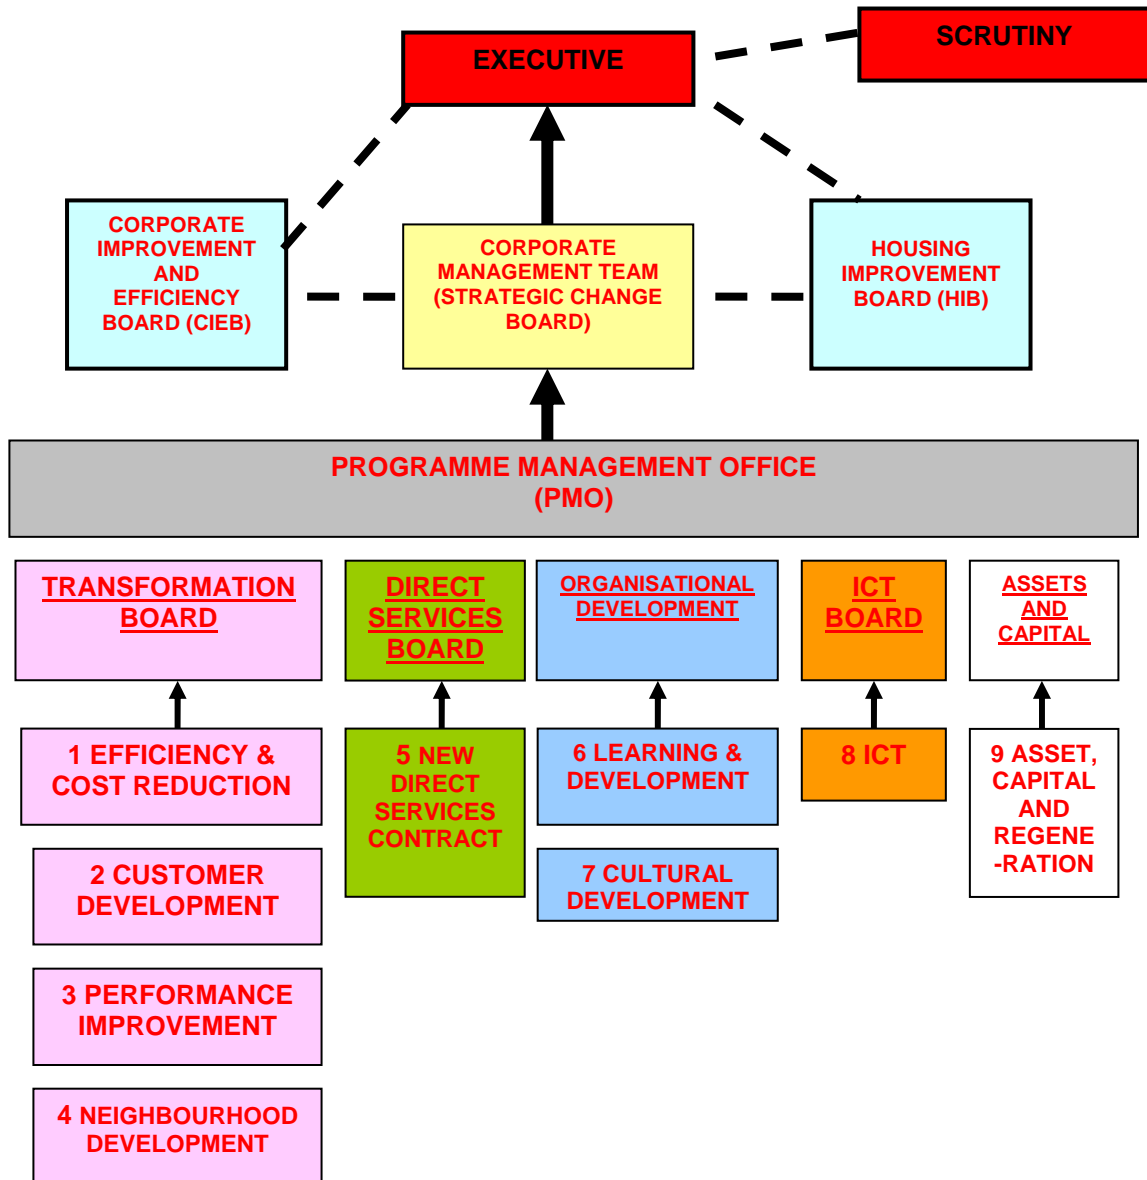 EXECUTIVE
SCRUTINY
CORPORATE
IMPROVEMENT
AND
EFFICIENCY
BOARD (CIEB)
CORPORATE
MANAGEMENT TEAM
(STRATEGIC CHANGE
BOARD)
HOUSING
IMPROVEMENT
BOARD (HIB)
PROGRAMME MANAGEMENT OFFICE
(PMO)
TRANSFORMATION
BOARD
DIRECT
SERVICES
BOARD
ORGANISATIONAL
DEVELOPMENT
ICT
BOARD
ASSETS
AND
CAPITAL
1 EFFICIENCY &
COST REDUCTION
5 NEW
DIRECT
SERVICES
CONTRACT
6 LEARNING &
DEVELOPMENT
8 ICT
9 ASSET,
CAPITAL
AND
REGENE
-RATION
2 CUSTOMER
DEVELOPMENT
7 CULTURAL
DEVELOPMENT
3 PERFORMANCE
IMPROVEMENT
4 NEIGHBOURHOOD
DEVELOPMENT